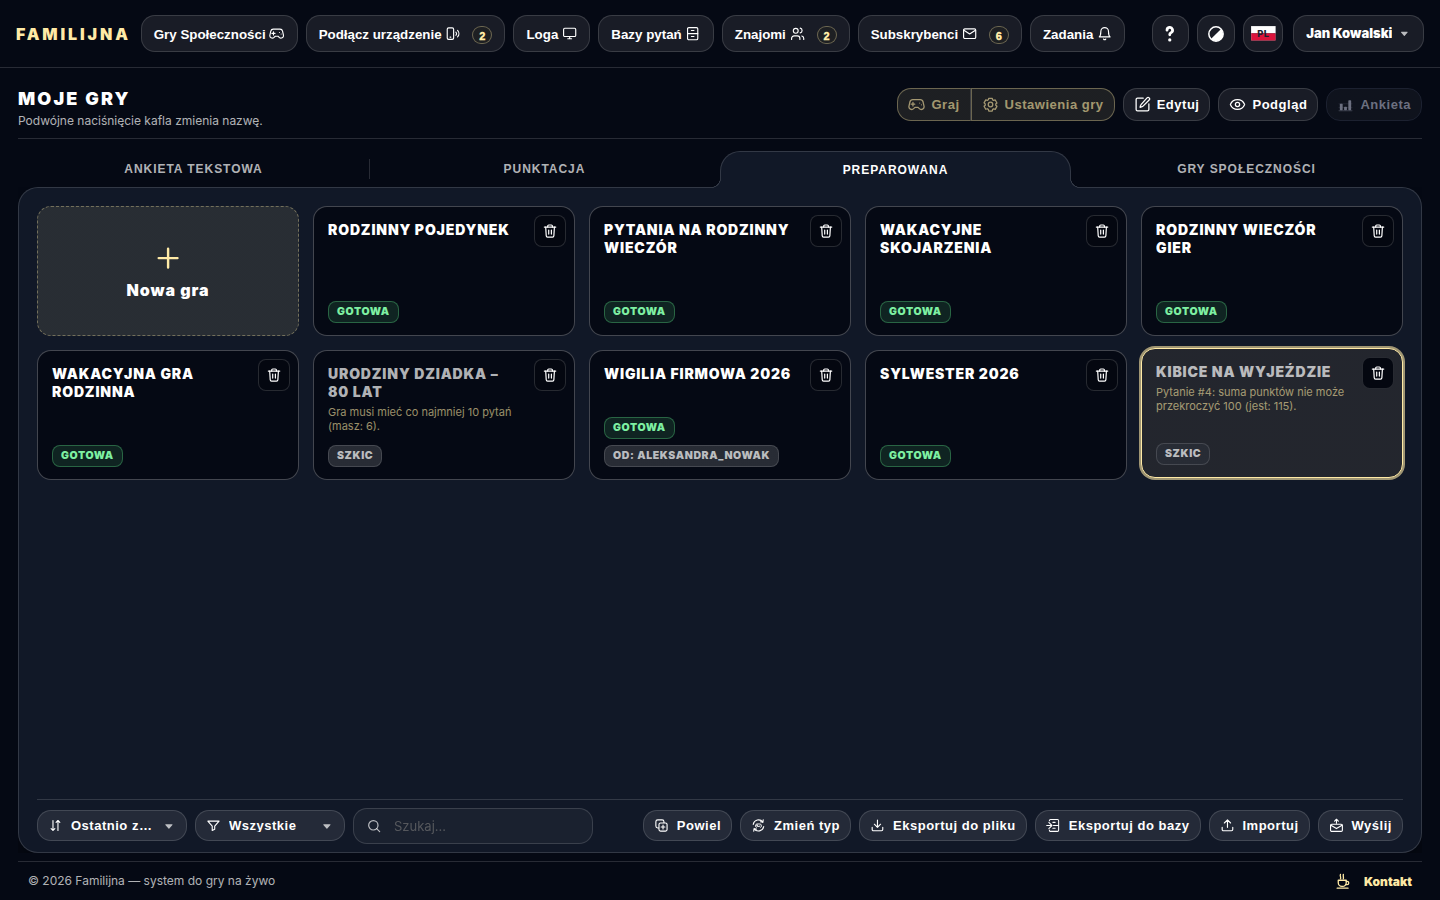 FAMILIJNA
Gry Społeczności
Podłącz urządzenie 2
Loga
Bazy pytań
Znajomi 2
Subskrybenci 6
Zadania
?
PL
Jan Kowalski
MOJE GRY
Podwójne naciśnięcie kafla zmienia nazwę.
Graj
Ustawienia gry
Edytuj
Podgląd
Ankieta
ANKIETA TEKSTOWA
PUNKTACJA
PREPAROWANA
GRY SPOŁECZNOŚCI
Nowa gra
RODZINNY POJEDYNEK
GOTOWA
PYTANIA NA RODZINNY
WIECZÓR
GOTOWA
WAKACYJNE
SKOJARZENIA
GOTOWA
RODZINNY WIECZÓR
GIER
GOTOWA
WAKACYJNA GRA
RODZINNA
GOTOWA
URODZINY DZIADKA –
80 LAT
Gra musi mieć co najmniej 10 pytań
(masz: 6).
SZKIC
WIGILIA FIRMOWA 2026
GOTOWA
OD: ALEKSANDRA_NOWAK
SYLWESTER 2026
GOTOWA
KIBICE NA WYJEŹDZIE
Pytanie #4: suma punktów nie może
przekroczyć 100 (jest: 115).
SZKIC
Ostatnio z...
Wszystkie
Szukaj...
Powiel
Zmień typ
Eksportuj do pliku
Eksportuj do bazy
Importuj
Wyślij
© 2026 Familijna — system do gry na żywo
Kontakt